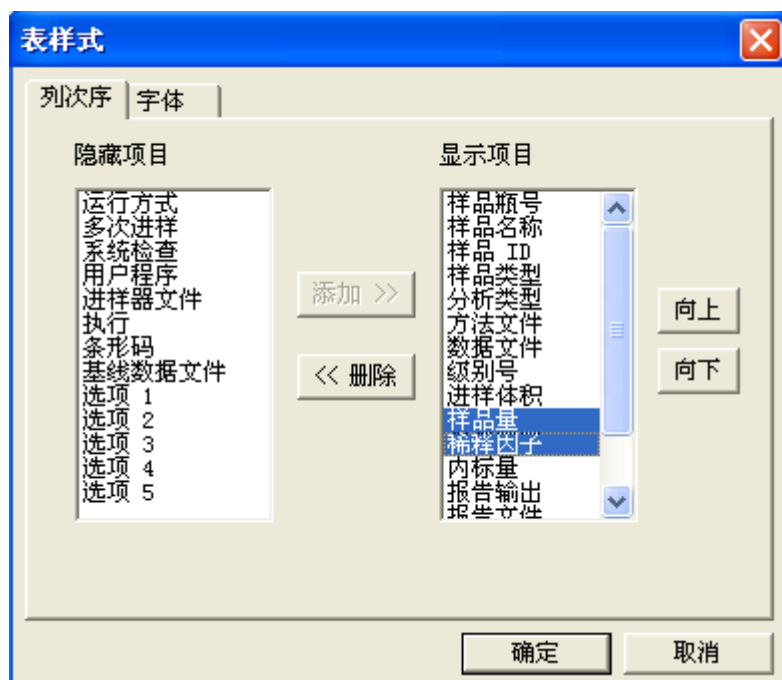 表样式
列次序
字体
隐藏项目
运行方式
多次进样
系统检查
用户程序
进样器文件
执行
条形码
基线数据文件
选项 1
选项 2
选项 3
选项 4
选项 5
添加 >>
<< 删除
显示项目
样品瓶号
样品名称
样品 ID
样品类型
分析类型
方法文件
数据文件
级别号
进样体积
样品量
稀释因子
内标量
报告输出
报告文件
向上
向下
确定
取消